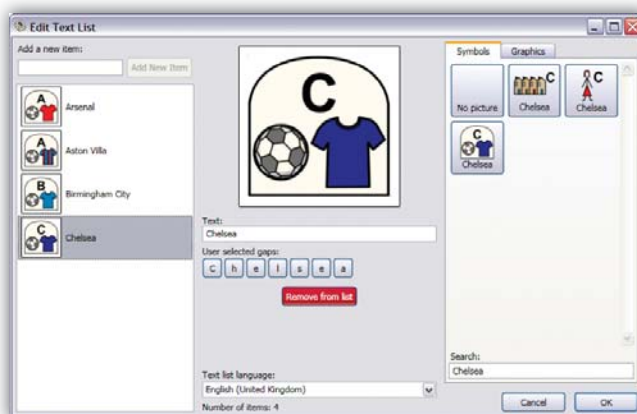 Edit Text List
Add a new item:
Add New Item
A
Arsenal
A
Aston Villa
B
Birmingham City
C
Chelsea
C
Text:
Chelsea
User selected gaps:
C h e l s e a
Remove from list
Text list language:
English (United Kingdom)
Number of items: 4
Symbols Graphics
No picture
C
Chelsea
C
Chelsea
C
Chelsea
Search:
Chelsea
Cancel OK